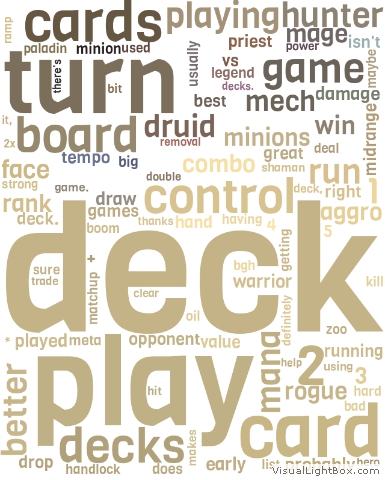 ramp
cards
playing
hunter
paladin
minion
used
usually
priest
mage
power
isn't
there's
turn
bit
vs
legend
decks.
game
maybe
best
mech
damage
it,
2x
board
druid
removal
minions
win
midrange
tempo
big
great
deal
face
strong
double
combo
shaman
run
game.
control
deck,
right
1
rank
deck.
draw
games
boom
thanks
hand
having
4
aggro
5
deck
sure
trade
+
matchup
clear
oil
bgh
warrior
getting
definitely
zoo
kill
*
played
meta
opponent
value
mana
help
2
running
using
3
better
play
hit
rogue
hard
bad
card
decks
makes
drop
handlock
does
early
list
probably
hero
VisualLightBox.com